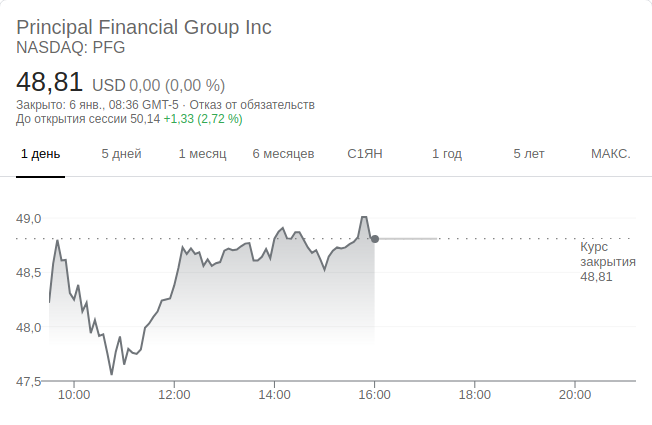 Principal Financial Group Inc
NASDAQ: PFG
48,81 USD 0,00 (0,00 %)
Закрыто: 6 янв., 08:36 GMT-5 · Отказ от обязательств
До открытия сессии 50,14 +1,33 (2,72 %)
1 день 5 дней 1 месяц 6 месяцев С1ЯН 1 год 5 лет МАКС.
49,0
48,5
48,0
47,5
Курс
закрытия
48,81
10:00 12:00 14:00 16:00 18:00 20:00